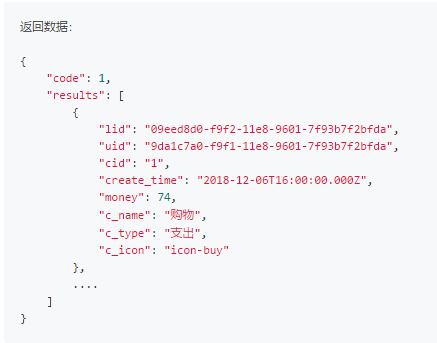 返回数据:
{
    "code": 1,
    "results": [
        {
            "lid": "09eed8d0-f9f2-11e8-9601-7f93b7f2bfda",
            "uid": "9da1c7a0-f9f1-11e8-9601-7f93b7f2bfda",
            "cid": "1",
            "create_time": "2018-12-06T16:00:00.000Z",
            "money": 74,
            "c_name": "购物",
            "c_type": "支出",
            "c_icon": "icon-buy"
        },
        ....
    ]
}